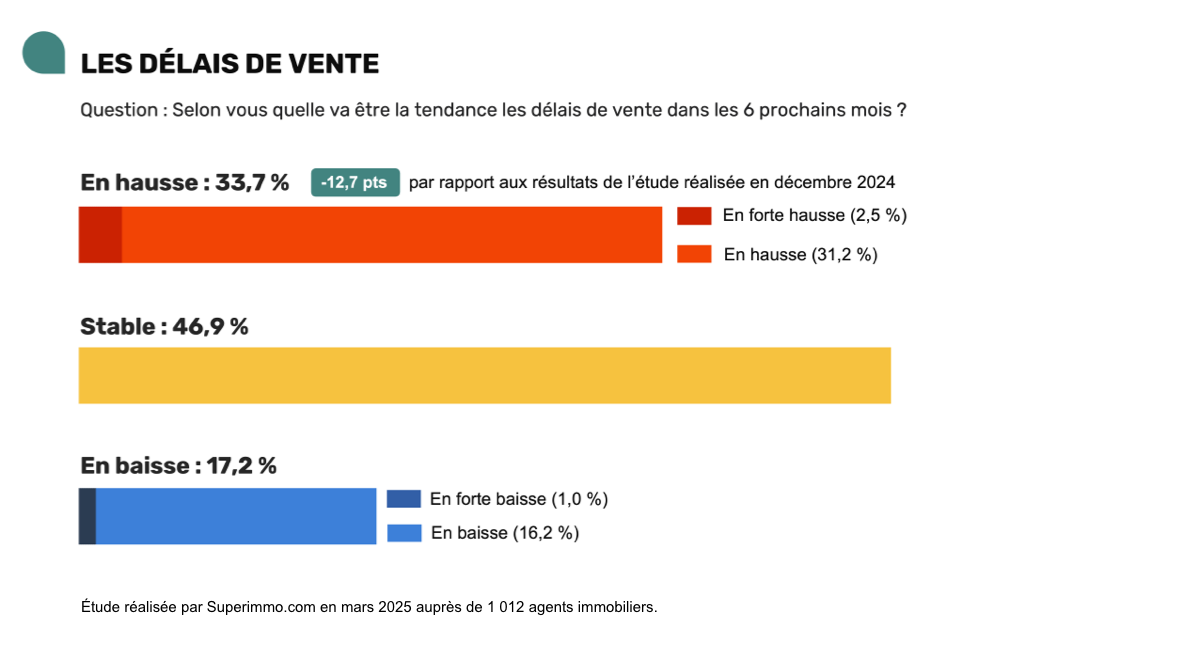 LES DÉLAIS DE VENTE
Question : Selon vous quelle va être la tendance les délais de vente dans les 6 prochains mois ?
En hausse : 33,7 % -12,7 pts par rapport aux résultats de l’étude réalisée en décembre 2024
En forte hausse (2,5 %)
En hausse (31,2 %)
Stable : 46,9 %
En baisse : 17,2 %
En forte baisse (1,0 %)
En baisse (16,2 %)
Étude réalisée par Superimmo.com en mars 2025 auprès de 1 012 agents immobiliers.